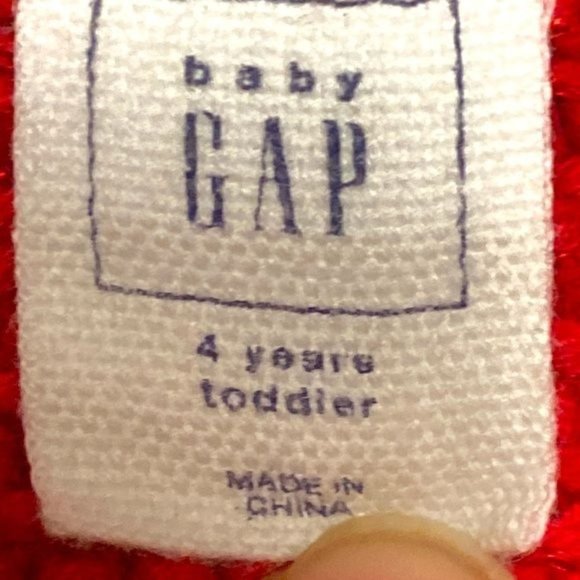 baby
GAP
4 years
toddler
MADE IN
CHINA